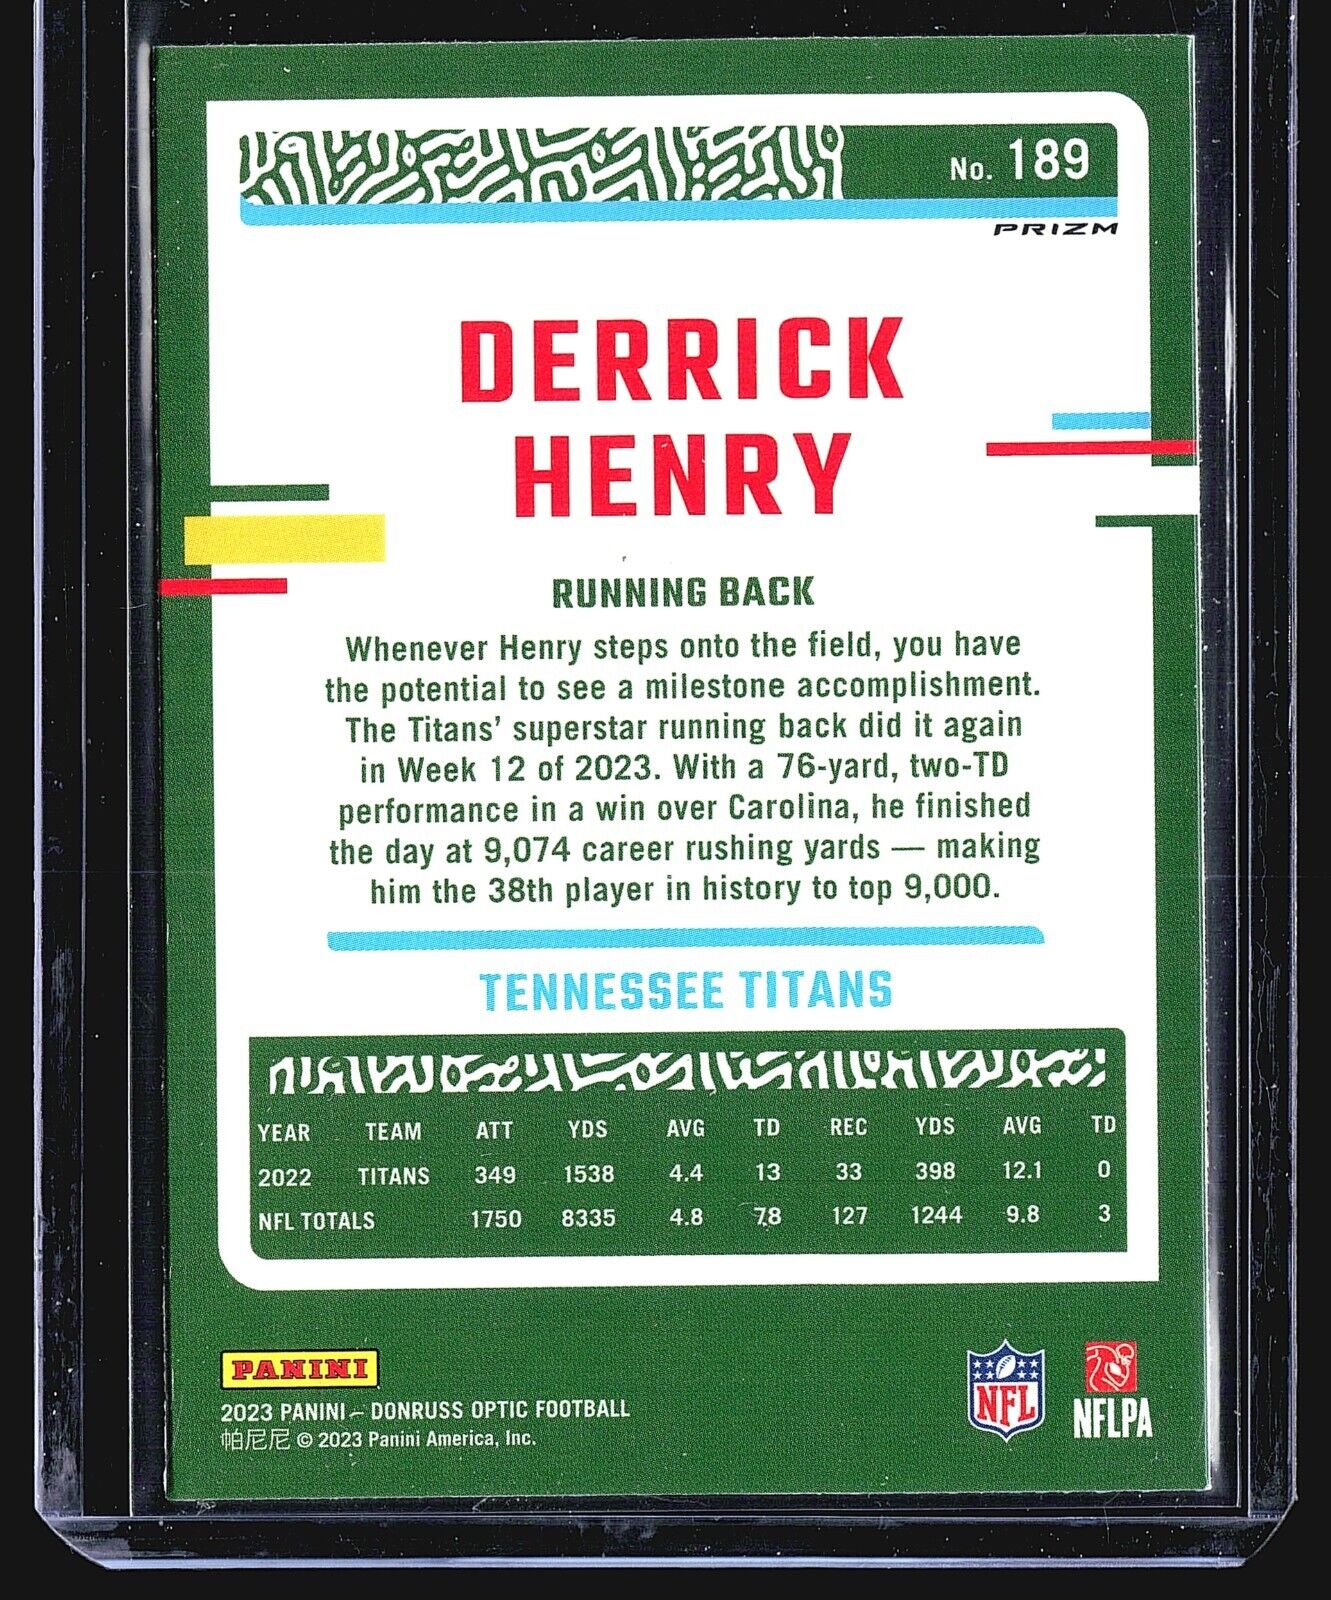 No. 189
PRIZM
DERRICK
HENRY
RUNNING BACK
Whenever Henry steps onto the field, you have
the potential to see a milestone accomplishment.
The Titans’ superstar running back did it again
in Week 12 of 2023. With a 76-yard, two-TD
performance in a win over Carolina, he finished
the day at 9,074 career rushing yards — making
him the 38th player in history to top 9,000.
TENNESSEE TITANS
YEAR TEAM ATT YDS AVG TD REC YDS AVG TD
2022 TITANS 349 1538 4.4 13 33 398 12.1 0
NFL TOTALS 1750 8335 4.8 78 127 1244 9.8 3
PANINI
2023 PANINI – DONRUSS OPTIC FOOTBALL
帕尼尼 © 2023 Panini America, Inc.
NFL
NFLPA